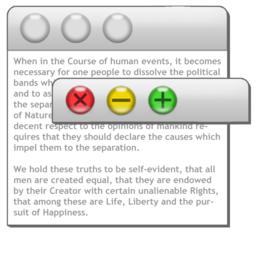 When in the Course of human events, it becomes
necessary for one people to dissolve the political
and to as
the separ
of Nature
decent respect to the opinions of mankind re-
quires that they should declare the causes which
impel them to the separation.
We hold these truths to be self-evident, that all
men are created equal, that they are endowed
by their Creator with certain unalienable Rights,
that among these are Life, Liberty and the pur-
suit of Happiness.